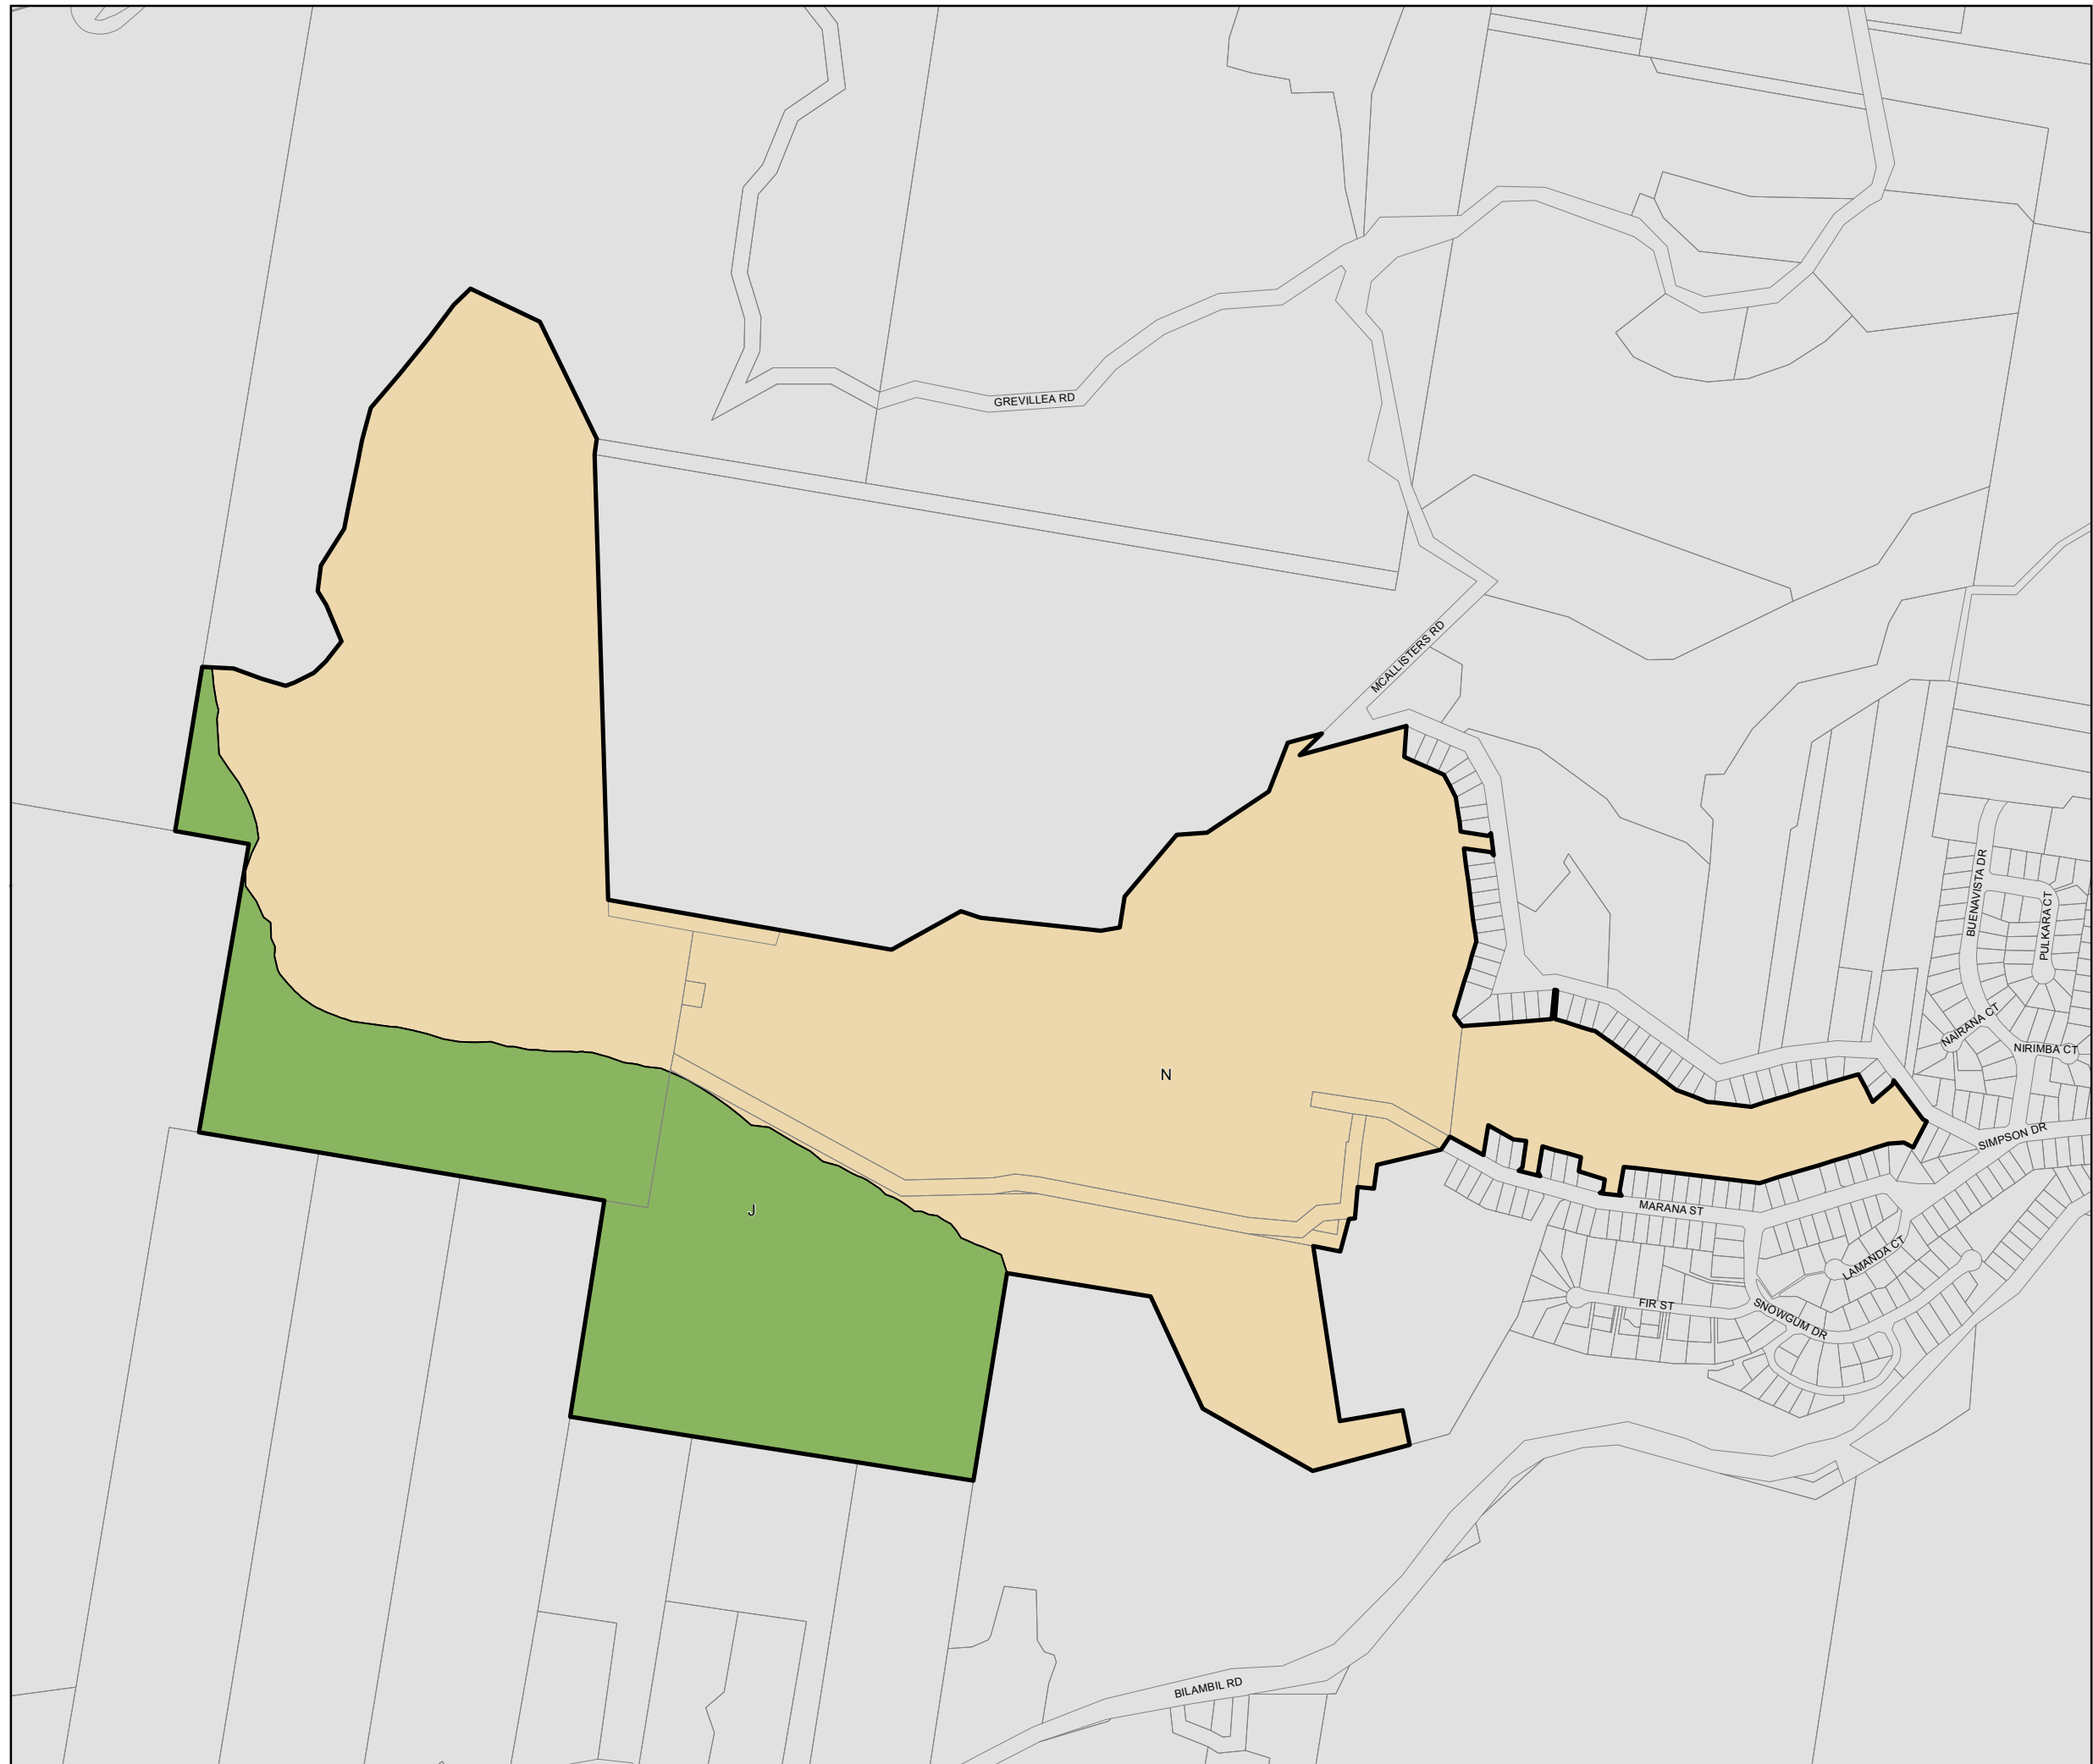 GREVILLEA RD
MCALLISTERS RD
BUENAVISTA DR
PULKARA CT
NAIRANA CT
NIRIMBA CT
N
SIMPSON DR
J
MARANA ST
LAMANDA CT
FIR ST
SNOWGUM DR
BILAMBIL RD